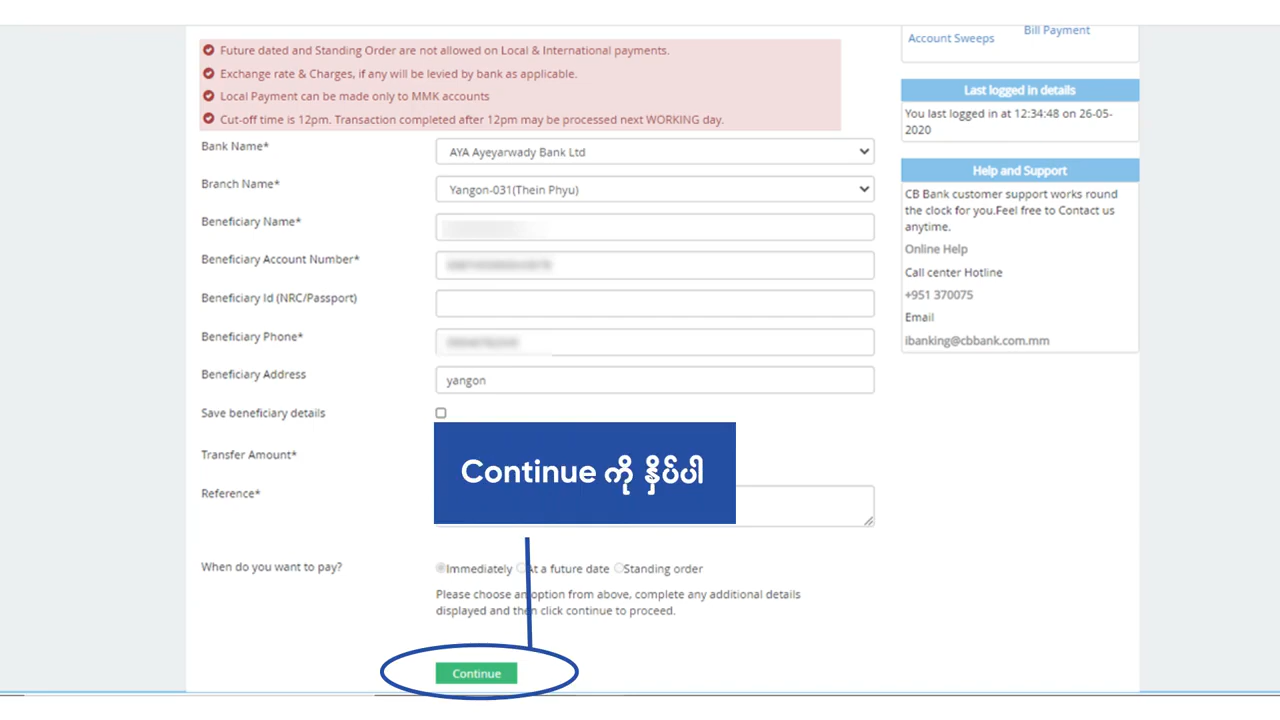 Future dated and Standing Order are not allowed on Local & International payments.
Exchange rate & Charges, if any will be levied by bank as applicable.
Local Payment can be made only to MMK accounts
Cut-off time is 12pm. Transaction completed after 12pm may be processed next WORKING day.
Bank Name*
AYA Ayeyarwady Bank Ltd
Branch Name*
Yangon-031(Thein Phyu)
Beneficiary Name*
Beneficiary Account Number*
Beneficiary Id (NRC/Passport)
Beneficiary Phone*
Beneficiary Address
yangon
Save beneficiary details
Transfer Amount*
Continue ကို နှိပ်ပါ
Reference*
When do you want to pay?
Immediately At a future date Standing order
Please choose an option from above, complete any additional details
displayed and then click continue to proceed.
Continue
Account Sweeps
Bill Payment
Last logged in details
You last logged in at 12:34:48 on 26-05-
2020
Help and Support
CB Bank customer support works round
the clock for you.Feel free to Contact us
anytime.
Online Help
Call center Hotline
+951 370075
Email
ibanking@cbbank.com.mm